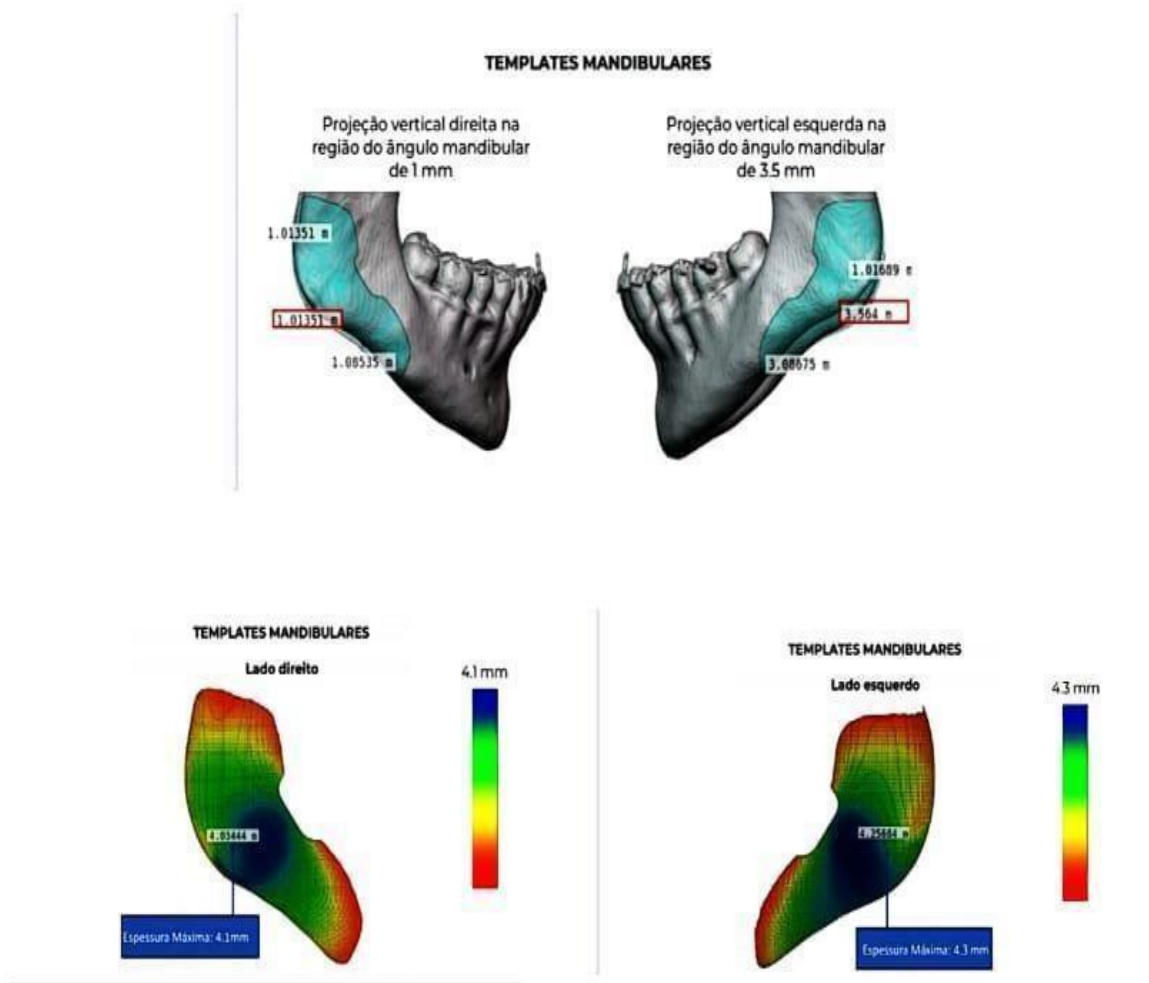 TEMPLATES MANDIBULARES
Projeção vertical direita na
região do ângulo mandibular
de 1 mm
Projeção vertical esquerda na
região do ângulo mandibular
de 3.5 mm
1.01351 m
1.01351 m
1.08535 m
1.01689 m
3.564 m
3.08675 m
TEMPLATES MANDIBULARES
Lado direito
4.1 mm
4.03444 m
Espessura Máxima: 4.1mm
TEMPLATES MANDIBULARES
Lado esquerdo
4.3 mm
4.25664 m
Espessura Máxima: 4.3 mm